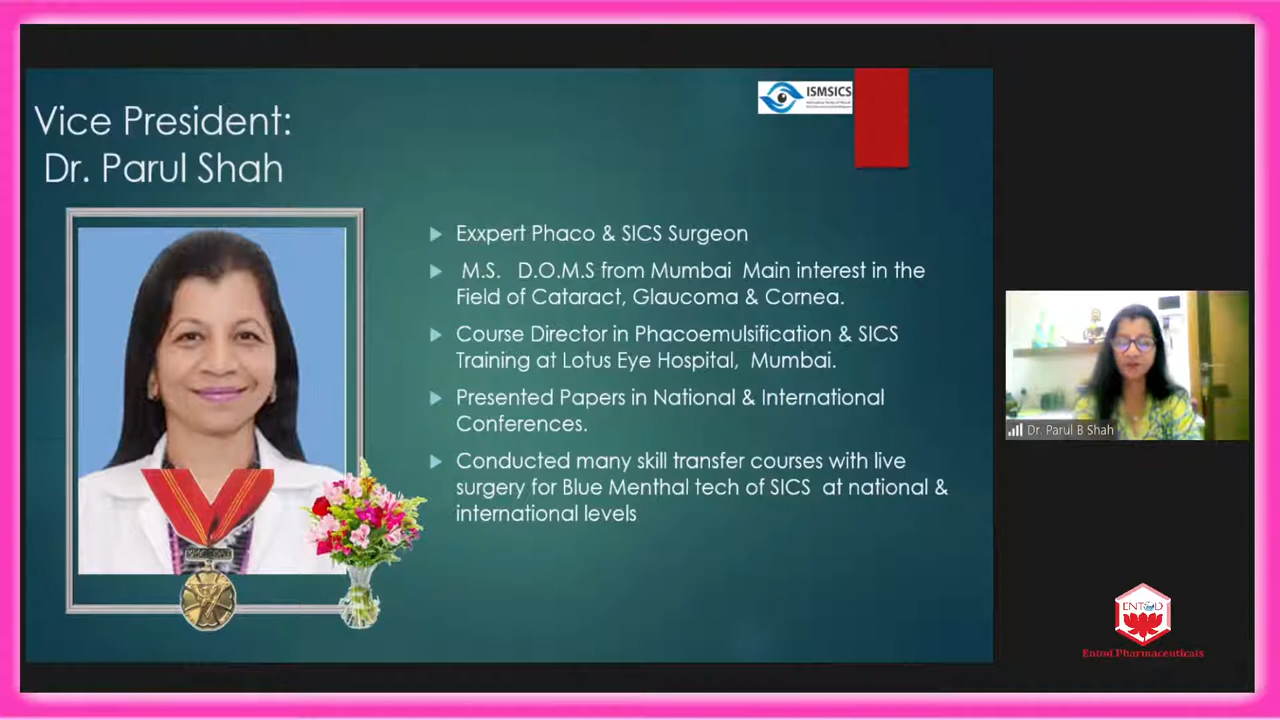 ISMSICS
Vice President:
Dr. Parul Shah
Exxpert Phaco & SICS Surgeon
M.S. D.O.M.S from Mumbai Main interest in the
Field of Cataract, Glaucoma & Cornea.
Course Director in Phacoemulsification & SICS
Training at Lotus Eye Hospital, Mumbai.
Presented Papers in National & International
Conferences.
Conducted many skill transfer courses with live
surgery for Blue Menthal tech of SICS at national &
international levels
Dr. Parul B Shah
ENTOD
Entod Pharmaceuticals